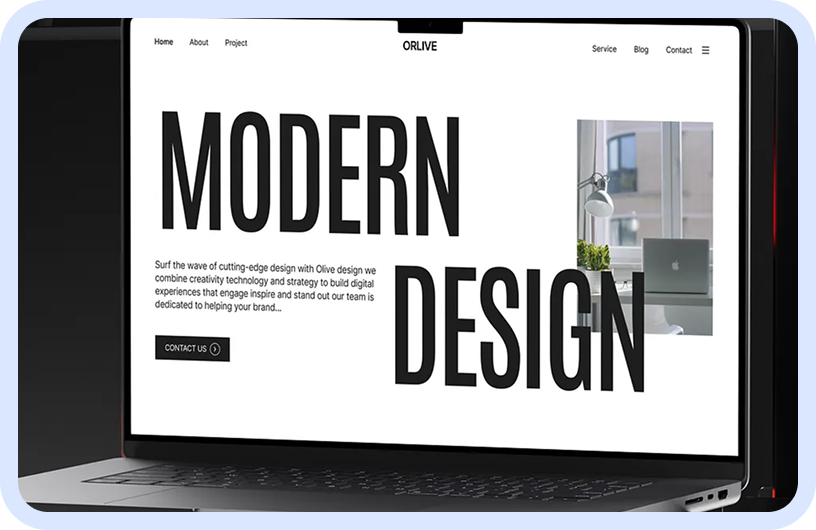 Home About Project ORLIVE Service Blog Contact
MODERN
DESIGN
Surf the wave of cutting-edge design with Olive design we
combine creativity technology and strategy to build digital
experiences that engage inspire and stand out our team is
dedicated to helping your brand...
CONTACT US